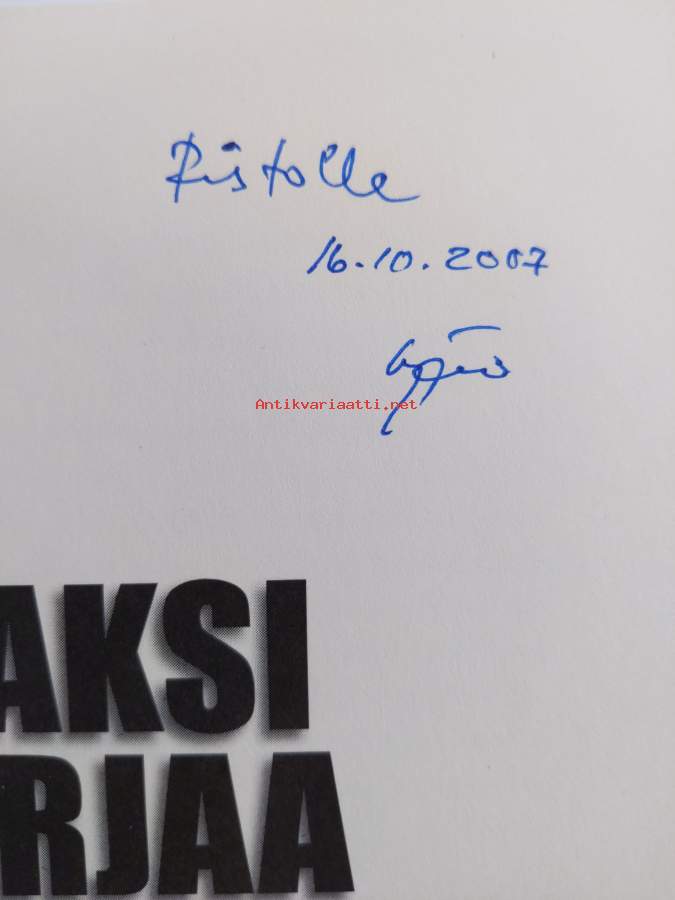 Ristolle
16.10.2007
Antikvariaatti.net
AKSI
RJAA